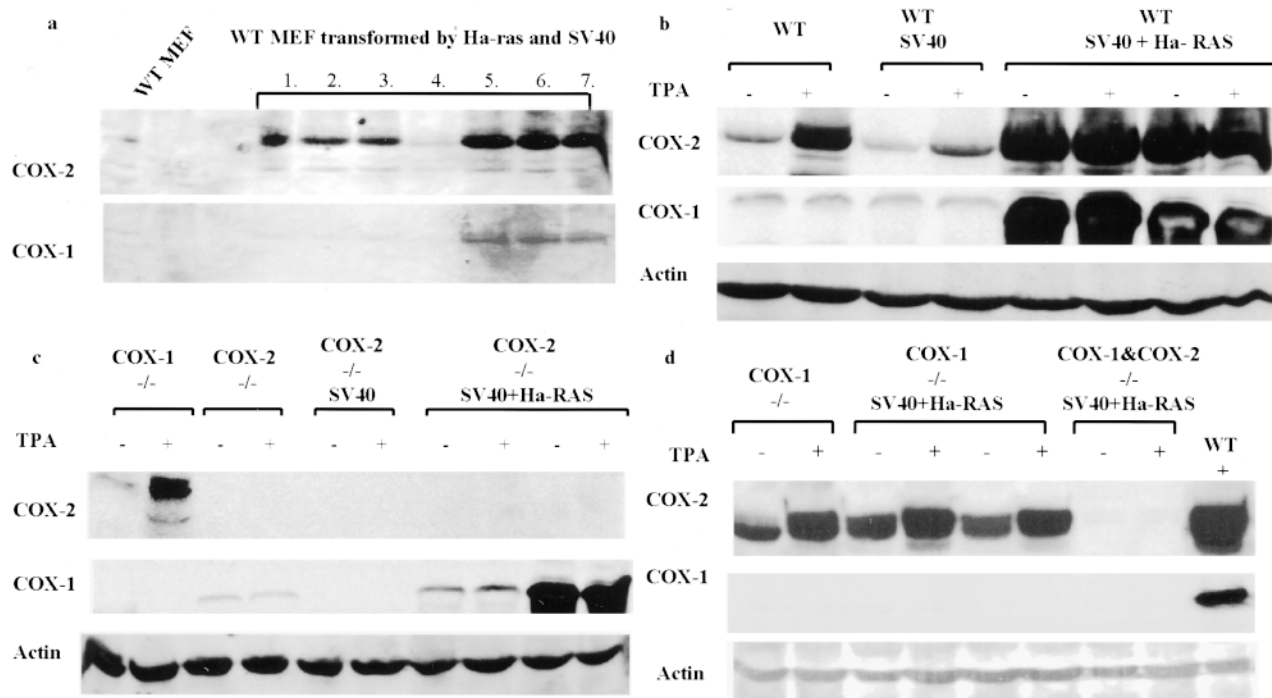 a
WT MEF
WT MEF transformed by Ha-ras and SV40
1. 2. 3. 4. 5. 6. 7.
COX-2
COX-1
b
WT
WT
SV40
WT
SV40 + Ha- RAS
TPA - + - + - + - +
COX-2
COX-1
Actin
c
COX-1
-/-
COX-2
-/-
COX-2
-/-
SV40
COX-2
-/-
SV40+Ha-RAS
TPA - + - + - + - + - +
COX-2
COX-1
Actin
d
COX-1
-/-
COX-1
-/-
SV40+Ha-RAS
COX-1&COX-2
-/-
SV40+Ha-RAS
WT
+
TPA - + - + - + - +
COX-2
COX-1
Actin